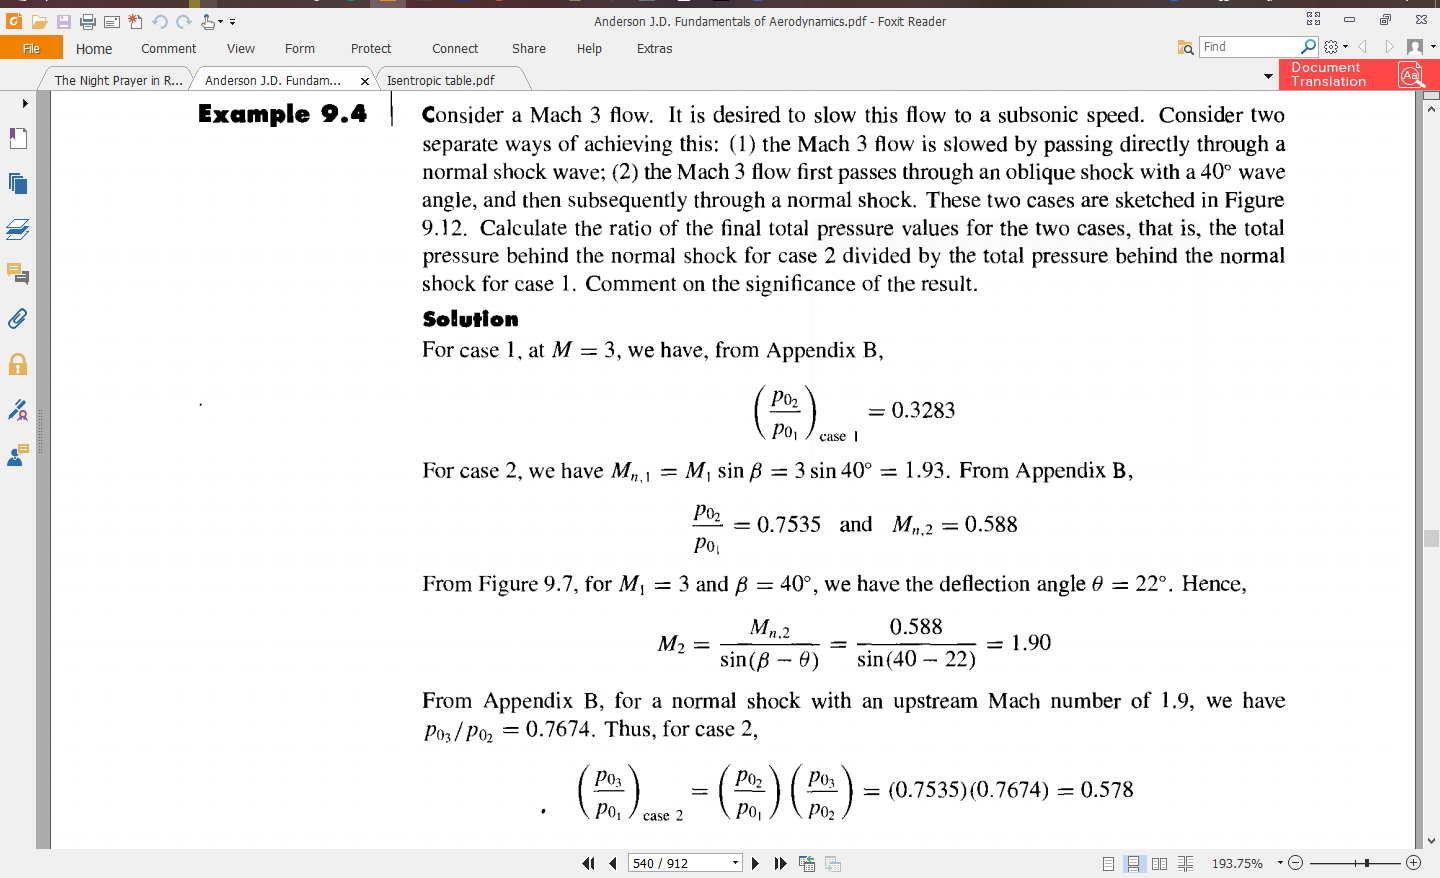 Anderson J.D. Fundamentals of Aerodynamics.pdf - Foxit Reader
File Home Comment View Form Protect Connect Share Help Extras Find
The Night Prayer in R... Anderson J.D. Fundam... x Isentropic table.pdf
Document
Translation
Example 9.4
Consider a Mach 3 flow. It is desired to slow this flow to a subsonic speed. Consider two
separate ways of achieving this: (1) the Mach 3 flow is slowed by passing directly through a
normal shock wave; (2) the Mach 3 flow first passes through an oblique shock with a 40° wave
angle, and then subsequently through a normal shock. These two cases are sketched in Figure
9.12. Calculate the ratio of the final total pressure values for the two cases, that is, the total
pressure behind the normal shock for case 2 divided by the total pressure behind the normal
shock for case 1. Comment on the significance of the result.
Solution
For case 1, at M = 3, we have, from Appendix B,
(p₀₂/p₀₁)case 1 = 0.3283
For case 2, we have Mn,1 = M₁ sin β = 3 sin 40° = 1.93. From Appendix B,
p₀₂/p₀₁ = 0.7535 and Mn,2 = 0.588
From Figure 9.7, for M₁ = 3 and β = 40°, we have the deflection angle θ = 22°. Hence,
M₂ = Mn,2/sin(β − θ) = 0.588/sin(40 − 22) = 1.90
From Appendix B, for a normal shock with an upstream Mach number of 1.9, we have
p₀₃/p₀₂ = 0.7674. Thus, for case 2,
(p₀₃/p₀₁)case 2 = (p₀₂/p₀₁)(p₀₃/p₀₂) = (0.7535)(0.7674) = 0.578
540 / 912
193.75%